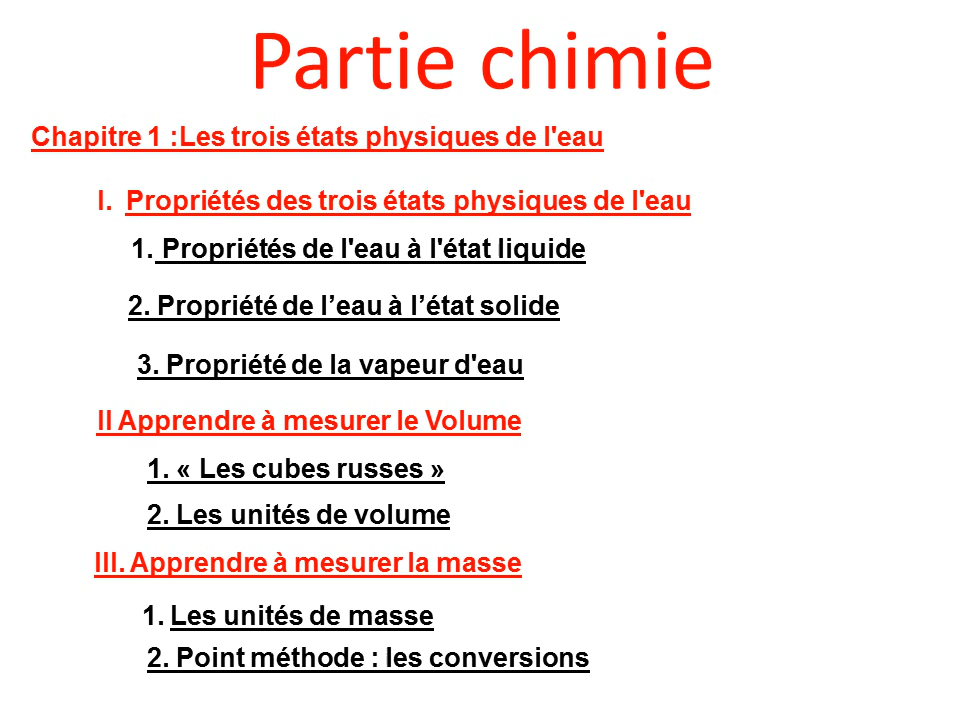 Partie chimie
Chapitre 1 :Les trois états physiques de l'eau
I. Propriétés des trois états physiques de l'eau
1. Propriétés de l'eau à l'état liquide
2. Propriété de l’eau à l’état solide
3. Propriété de la vapeur d'eau
II Apprendre à mesurer le Volume
1. « Les cubes russes »
2. Les unités de volume
III. Apprendre à mesurer la masse
1. Les unités de masse
2. Point méthode : les conversions